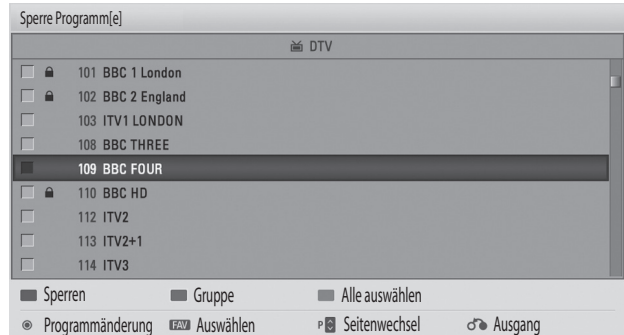 Sperre Programm[e]
DTV
101 BBC 1 London
102 BBC 2 England
103 ITV1 LONDON
108 BBC THREE
109 BBC FOUR
110 BBC HD
112 ITV2
113 ITV2+1
114 ITV3
Sperren Gruppe Alle auswählen
Programmänderung FAV Auswählen P Seitenwechsel Ausgang